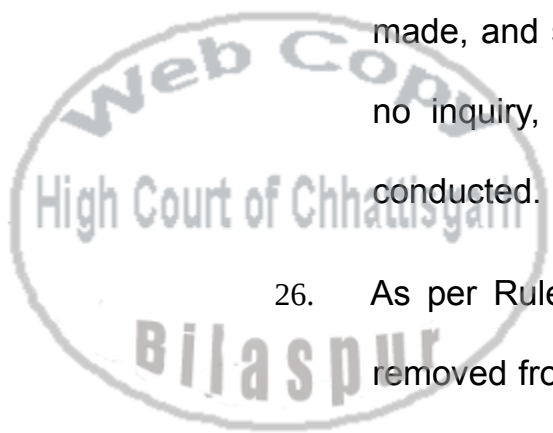 Web Copy
made, and
no inquiry,
High Court of Chhattisgarh
conducted.
26. As per Rule
Bilaspur
removed fro